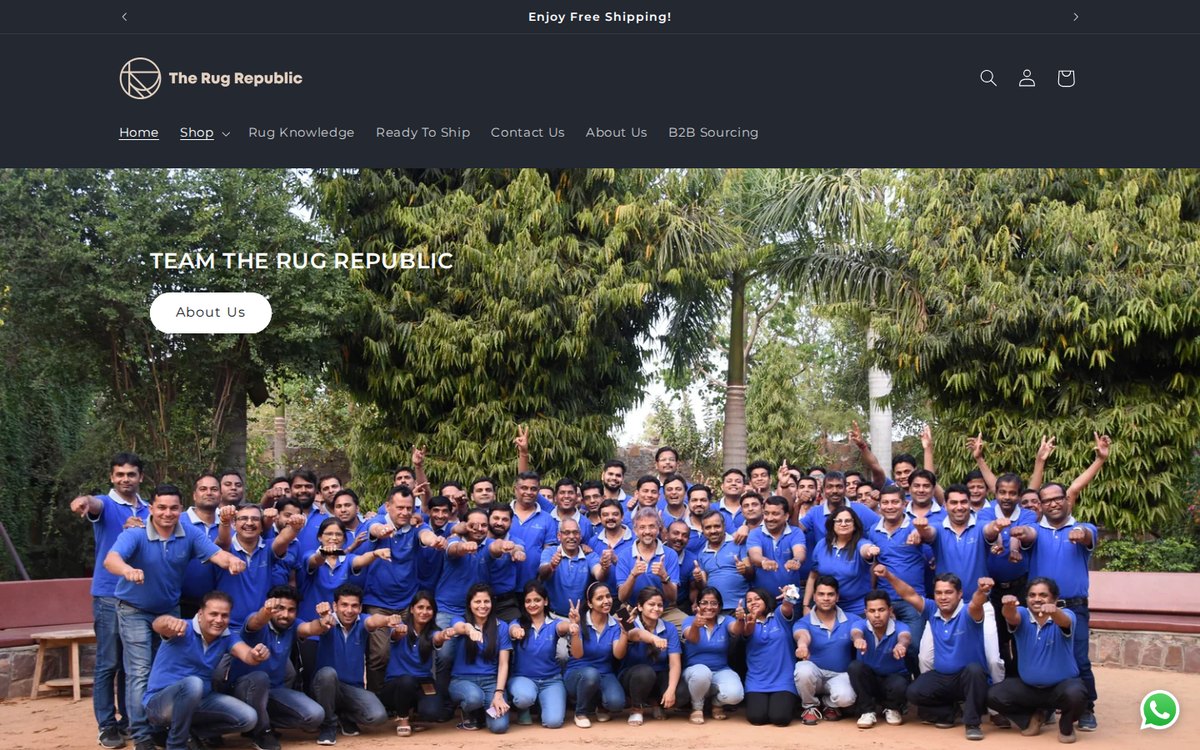 Enjoy Free Shipping!
The Rug Republic
Home
Shop
Rug Knowledge
Ready To Ship
Contact Us
About Us
B2B Sourcing
TEAM THE RUG REPUBLIC
About Us